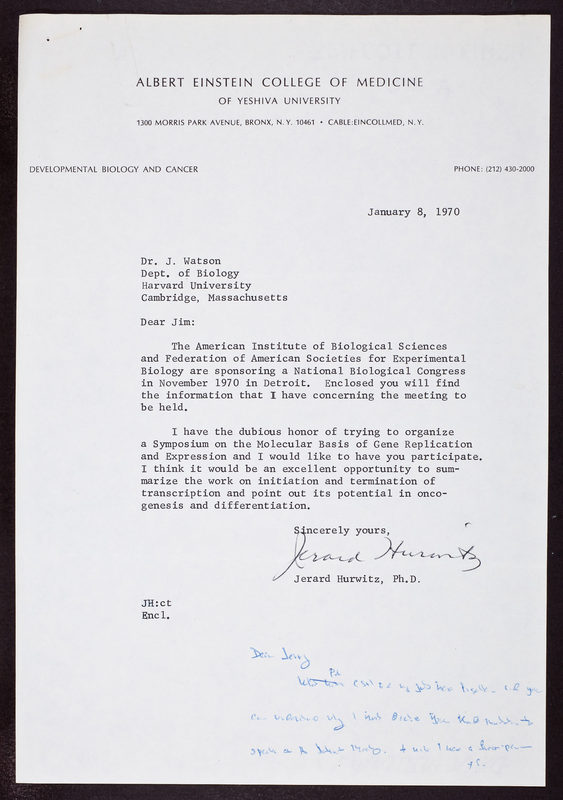 ALBERT EINSTEIN COLLEGE OF MEDICINE
OF YESHIVA UNIVERSITY
1300 MORRIS PARK AVENUE, BRONX, N.Y. 10461 • CABLE:EINCOLLMED, N.Y.
DEVELOPMENTAL BIOLOGY AND CANCER
PHONE: (212) 430-2000
January 8, 1970
Dr. J. Watson
Dept. of Biology
Harvard University
Cambridge, Massachusetts
Dear Jim:
The American Institute of Biological Sciences
and Federation of American Societies for Experimental
Biology are sponsoring a National Biological Congress
in November 1970 in Detroit. Enclosed you will find
the information that I have concerning the meeting to
be held.
I have the dubious honor of trying to organize
a Symposium on the Molecular Basis of Gene Replication
and Expression and I would like to have you participate.
I think it would be an excellent opportunity to sum-
marize the work on initiation and termination of
transcription and point out its potential in onco-
genesis and differentiation.
Sincerely yours,
Jerard Hurwitz
Jerard Hurwitz, Ph.D.
JH:ct
Encl.
Dear Jerry